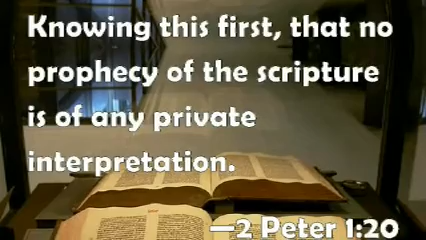 Knowing this first, that no
prophecy of the scripture
is of any private
interpretation.
—2 Peter 1:20